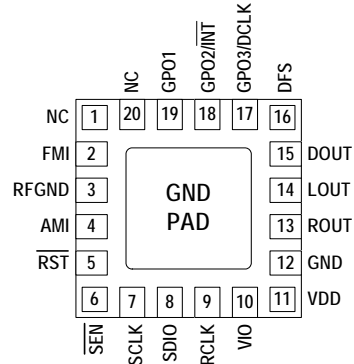 NC
GPO1
GPO2/INT
GPO3/DCLK
DFS
NC 1 20 19 18 17 16
FMI 2 15 DOUT
RFGND 3 14 LOUT
AMI 4 13 ROUT
RST 5 12 GND
6 7 8 9 10 11 VDD
GND
PAD
SEN
SCLK
SDIO
RCLK
VIO